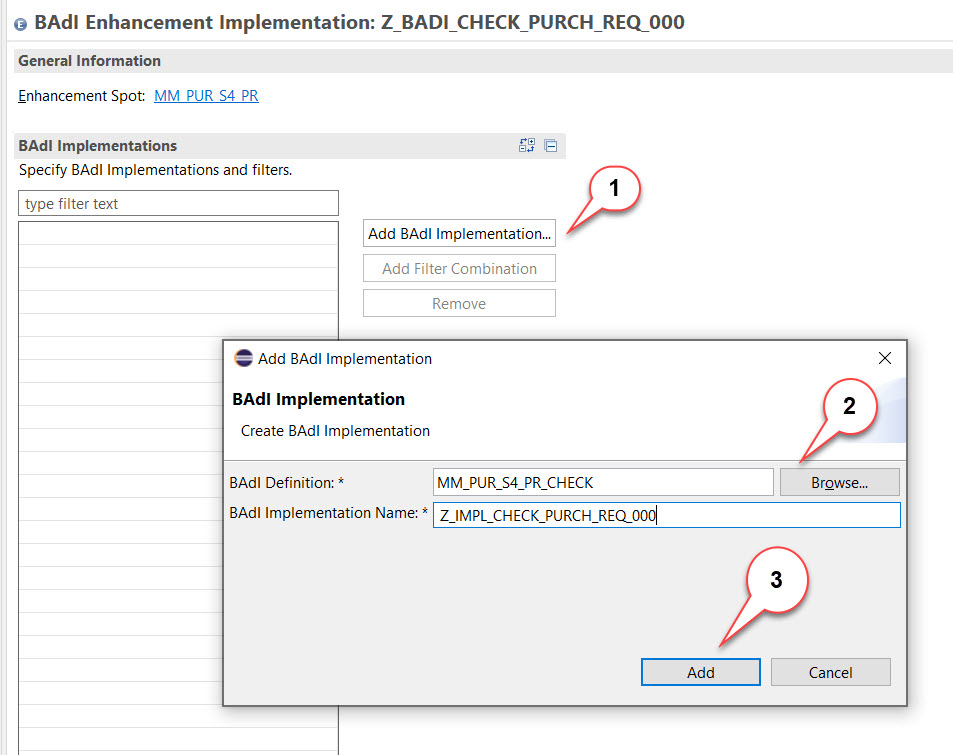 BAdI Enhancement Implementation: Z_BADI_CHECK_PURCH_REQ_000
General Information
Enhancement Spot: MM_PUR_S4_PR
BAdI Implementations
Specify BAdI Implementations and filters.
type filter text
1
Add BAdI Implementation...
Add Filter Combination
Remove
Add BAdI Implementation
BAdI Implementation
Create BAdI Implementation
2
BAdI Definition: * MM_PUR_S4_PR_CHECK Browse...
BAdI Implementation Name: * Z_IMPL_CHECK_PURCH_REQ_000
3
Add Cancel